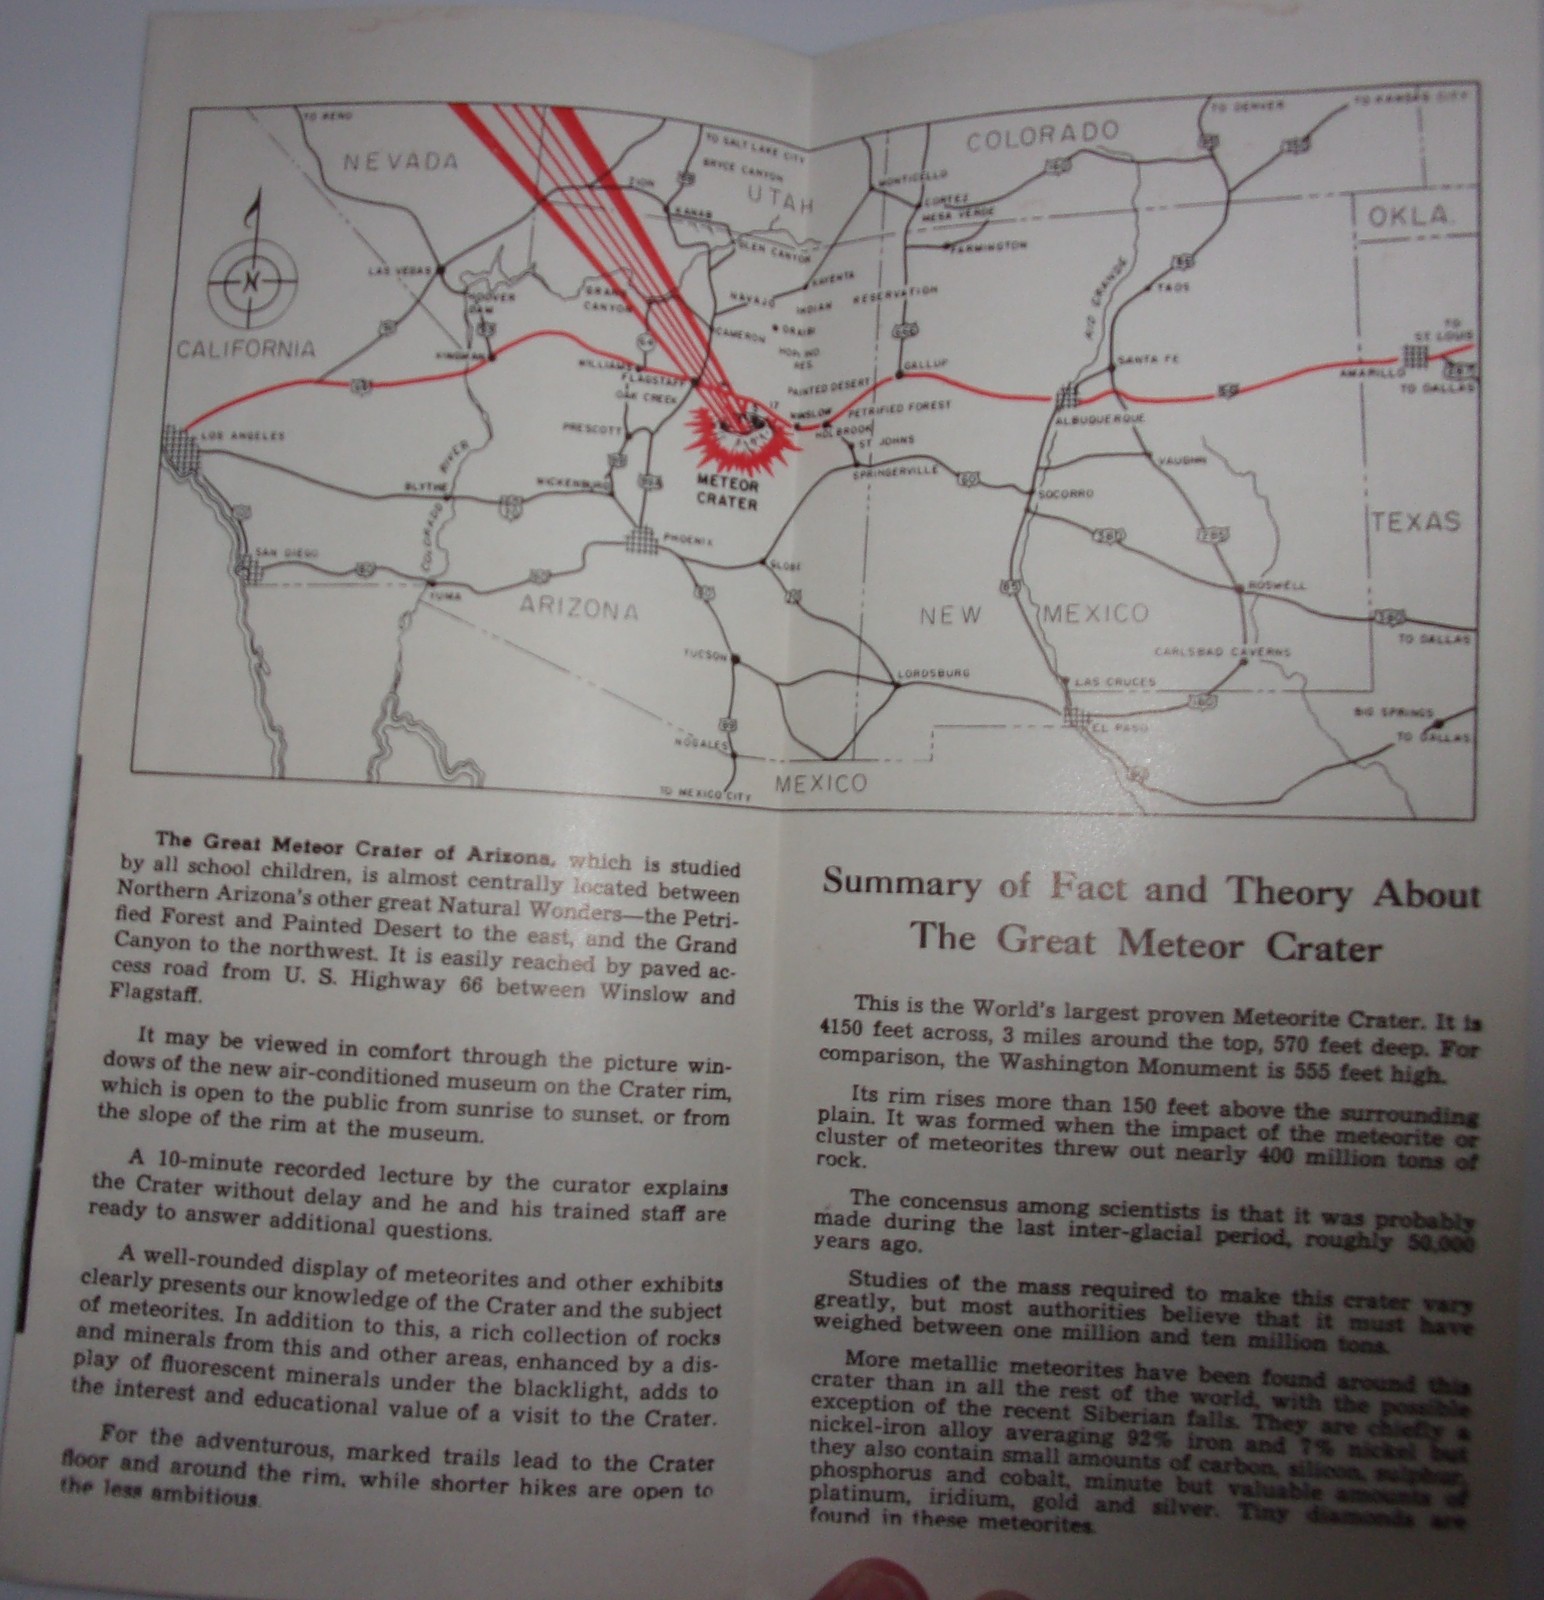 TO RENO
NEVADA
TO SALT LAKE CITY
BRYCE CANYON
UTAH
ZION
KANAB
GLEN CANYON
MONTICELLO
COLORADO
TO DENVER
TO KANSAS CITY
CORTEZ
MESA VERDE
FARMINGTON
OKLA.
N
LAS VEGAS
HOOVER
DAM
GRAND
CANYON
KAYENTA
NAVAJO INDIAN RESERVATION
RIO GRANDE
TAOS
CALIFORNIA
KINGMAN
64
CAMERON
ORAIBI
HOPI IND
RES.
WILLIAMS
FLAGSTAFF
OAK CREEK
PAINTED DESERT
GALLUP
SANTA FE
TO
ST LOUIS
AMARILLO
TO DALLAS
LOS ANGELES
PRESCOTT
WINSLOW
PETRIFIED FOREST
HOLBROOK
ST JOHNS
ALBUQUERQUE
METEOR
CRATER
SPRINGERVILLE
60
VAUGHN
BLYTHE
COLORADO RIVER
WICKENBURG
SOCORRO
TEXAS
SAN DIEGO
80
PHOENIX
GLOBE
380
285
YUMA
ARIZONA
70
NEW MEXICO
85
ROSWELL
380
TO DALLAS
TUCSON
LORDSBURG
CARLSBAD CAVERNS
LAS CRUCES
180
EL PASO
BIG SPRINGS
TO DALLAS
NOGALES
TO MEXICO CITY
MEXICO
The Great Meteor Crater of Arizona, which is studied
by all school children, is almost centrally located between
Northern Arizona's other great Natural Wonders—the Petri-
fied Forest and Painted Desert to the east, and the Grand
Canyon to the northwest. It is easily reached by paved ac-
cess road from U. S. Highway 66 between Winslow and
Flagstaff.
It may be viewed in comfort through the picture win-
dows of the new air-conditioned museum on the Crater rim,
which is open to the public from sunrise to sunset. or from
the slope of the rim at the museum.
A 10-minute recorded lecture by the curator explains
the Crater without delay and he and his trained staff are
ready to answer additional questions.
A well-rounded display of meteorites and other exhibits
clearly presents our knowledge of the Crater and the subject
of meteorites. In addition to this, a rich collection of rocks
and minerals from this and other areas, enhanced by a dis-
play of fluorescent minerals under the blacklight, adds to
the interest and educational value of a visit to the Crater.
For the adventurous, marked trails lead to the Crater
floor and around the rim, while shorter hikes are open to
the less ambitious.
Summary of Fact and Theory About
The Great Meteor Crater
This is the World's largest proven Meteorite Crater. It is
4150 feet across, 3 miles around the top, 570 feet deep. For
comparison, the Washington Monument is 555 feet high.
Its rim rises more than 150 feet above the surrounding
plain. It was formed when the impact of the meteorite or
cluster of meteorites threw out nearly 400 million tons of
rock.
The concensus among scientists is that it was probably
made during the last inter-glacial period, roughly 50,000
years ago.
Studies of the mass required to make this crater vary
greatly, but most authorities believe that it must have
weighed between one million and ten million tons.
More metallic meteorites have been found around this
crater than in all the rest of the world, with the possible
exception of the recent Siberian falls. They are chiefly a
nickel-iron alloy averaging 92% iron and 7% nickel but
they also contain small amounts of carbon, silicon, sulphur,
phosphorus and cobalt, minute but valuable amounts of
platinum, iridium, gold and silver. Tiny diamonds are
found in these meteorites.